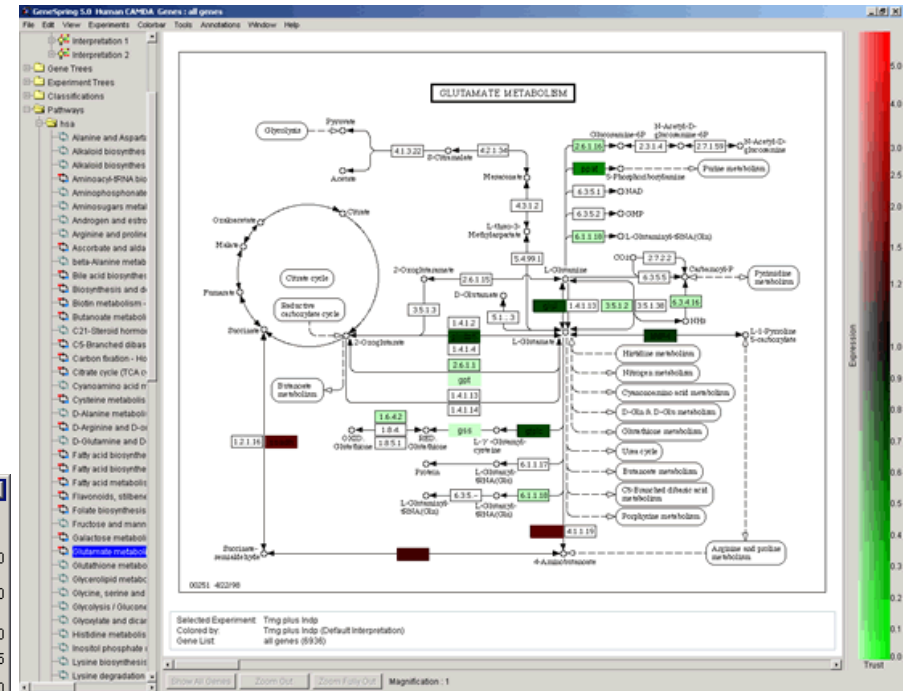 GeneSpring 5.0 Human CAMDA Genes : all genes
File Edit View Experiments Colorbar Tools Annotations Window Help
Interpretation 1
Interpretation 2
Gene Trees
Experiment Trees
Classifications
Pathways
hsa
Alanine and Asparta
Alkaloid biosynthes
Alkaloid biosynthes
Aminoacyl-tRNA bio
Aminophosphonate
Aminosugars metal
Androgen and estro
Arginine and proline
Ascorbate and alda
beta-Alanine metab
Bile acid biosynthes
Biosynthesis and d
Biotin metabolism -
Butanoate metaboli
C21-Steroid hormo
C5-Branched dibas
Carbon fixation - Ho
Citrate cycle (TCA c
Cyanoamino acid m
Cysteine metabolis
D-Alanine metaboli
D-Arginine and D-o
D-Glutamine and D
Fatty acid biosynthe
Fatty acid biosynthe
Fatty acid metabolis
Flavonoids, stilbene
Folate biosynthesis
Fructose and mann
Galactose metaboli
Glutamate metaboli
Glutathione metabo
Glycerolipid metabo
Glycine, serine and
Glycolysis / Glucone
Glyoxylate and dicar
Histidine metabolis
Inositol phosphate
Lysine biosynthesis
Lysine degradation
GLUTAMATE METABOLISM
Glycolysis
Pyruvate
Acetate
4.1.3.22
S-Citramalate
4.2.1.34
Mesaconate
4.3.1.2
L-threo-3-
Methylaspartate
5.4.99.1
Glucosamine-6P
N-Acetyl-D-
glucosamine-6P
2.6.1.16
2.3.1.4
2.7.1.59
N-Acetyl-D-
glucosamine
5-Phosphoribosylamine
Purine metabolism
6.3.5.1
NAD
6.3.5.2
GMP
6.1.1.18
L-Glutaminyl-tRNA(Gln)
CO2
2.7.2.2
6.3.5.5
Carbamoyl-P
Pyrimidine
metabolism
6.3.4.16
NH3
Oxaloacetate
Citrate
Malate
Fumarate
Succinate
Citrate cycle
Reductive
carboxylate cycle
2-Oxoglutarate
2-Oxoglutaramate
2.6.1.15
L-Glutamine
D-Glutamate
3.5.1.3
5.1..3
1.4.1.13
3.5.1.2
3.5.1.38
L-Glutamate
L-1-Pyrroline
5-carboxylate
1.4.1.2
1.4.1.4
2.6.1.1
gpt
1.4.1.13
1.4.1.14
Butanoate
metabolism
1.6.4.2
1.8.4.
1.8.5.1
OXID.
Glutathione
RED.
Glutathione
gss
L-γ-Glutamyl-
cysteine
Protein
L-Glutamyl-
tRNA(Glu)
6.1.1.17
L-Glutaminyl-
tRNA(Gln)
6.3.5.-
L-Glutamyl-
tRNA(Gln)
6.1.1.18
1.2.1.16
4.1.1.19
Succinate-
semialdehyde
4-Aminobutanoate
Histidine metabolism
Nitrogen metabolism
Cyanoamino acid metabolism
D-Gln & D-Glu metabolism
Glutathione metabolism
Urea cycle
Butanoate metabolism
C5-Branched dibasic acid
metabolism
Porphyrine metabolism
Arginine and proline
metabolism
00251 4/22/98
Selected Experiment: Trng plus Indp
Colored by: Trng plus Indp (Default Interpretation)
Gene List: all genes (6936)
Show All Genes Zoom Out Zoom Fully Out Magnification : 1
5.0
4.0
3.0
2.5
2.0
1.5
1.2
1.0
0.9
0.8
0.7
0.6
0.5
0.4
0.3
0.2
0.1
0.0
Expression
Trust